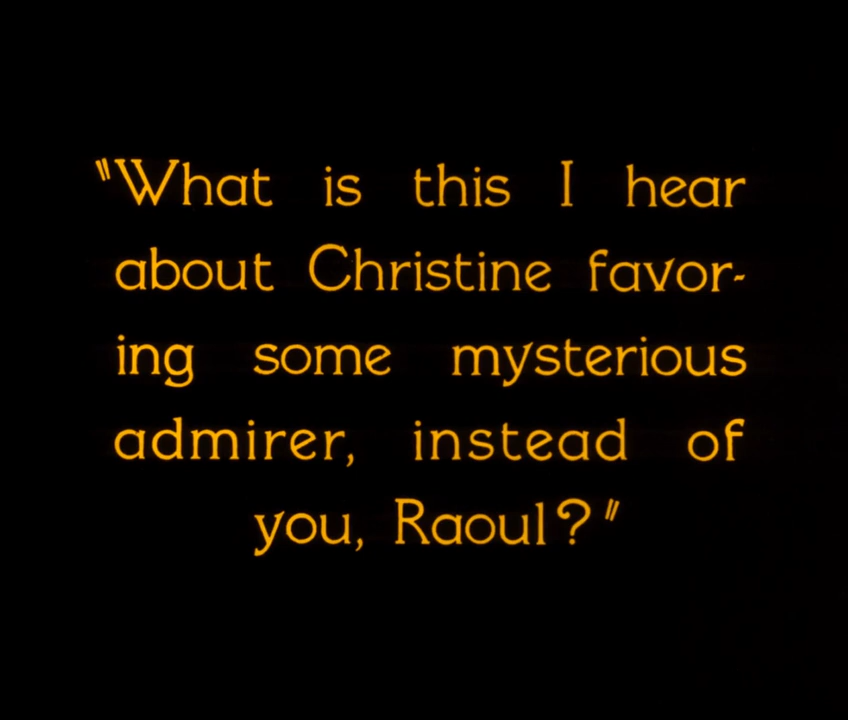 "What is this I hear
about Christine favor-
ing some mysterious
admirer, instead of
you, Raoul?"